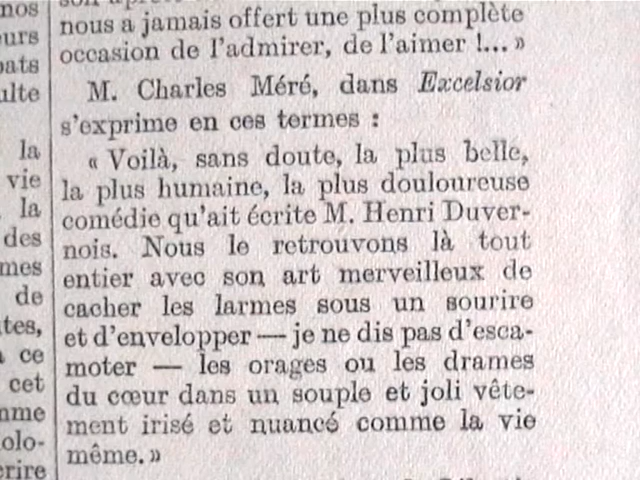 nos
eurs
pats
ulte
la
vie
la
des
mes
de
tes,
ce
cet
mme
olo-
erire
nous a jamais offert une plus complète
occasion de l'admirer, de l'aimer !... »
M. Charles Méré, dans Excelsior
s'exprime en ces termes :
« Voilà, sans doute, la plus belle,
la plus humaine, la plus douloureuse
comédie qu'ait écrite M. Henri Duver-
nois. Nous le retrouvons là tout
entier avec son art merveilleux de
cacher les larmes sous un sourire
et d'envelopper — je ne dis pas d'esca-
moter — les orages ou les drames
du cœur dans un souple et joli vête-
ment irisé et nuancé comme la vie
même. »